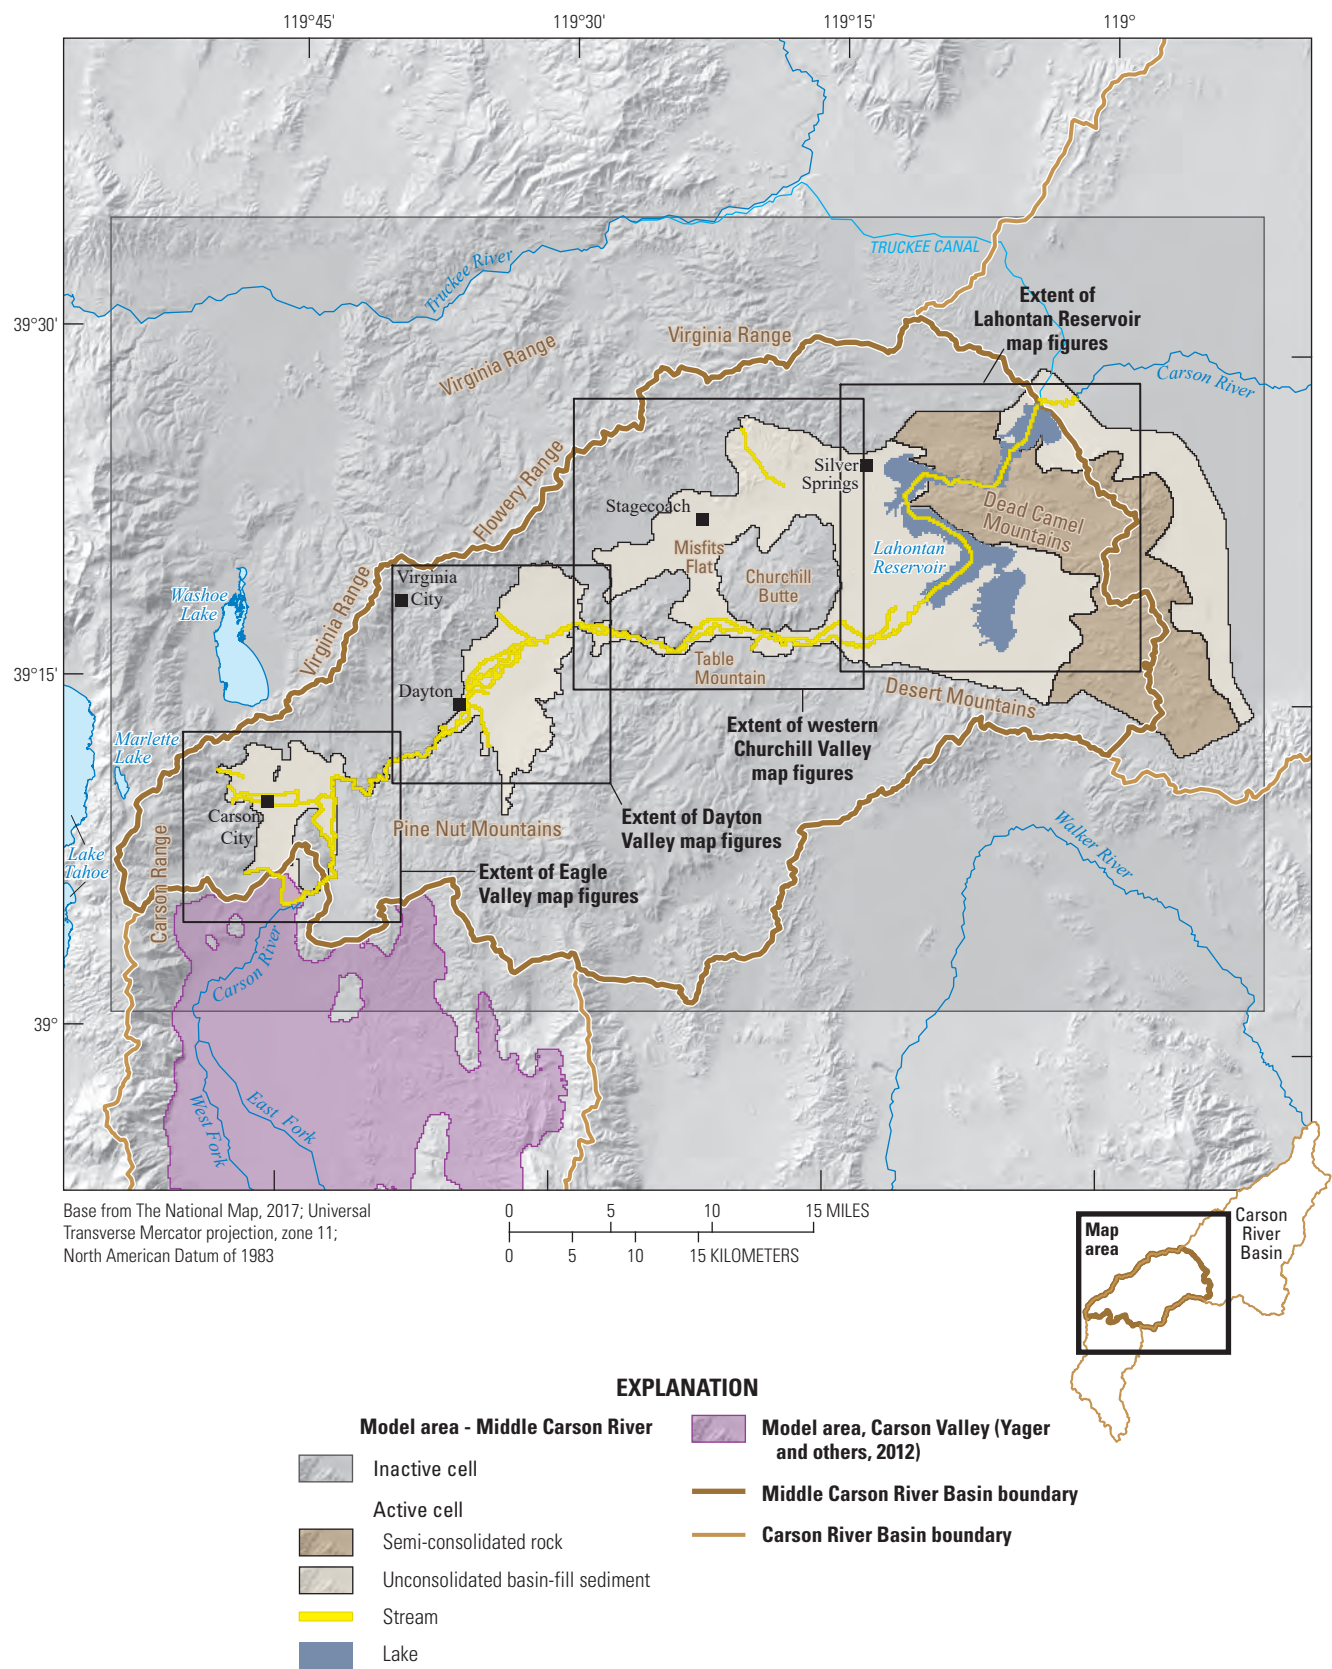 119°45'
119°30'
119°15'
119°
Truckee River
TRUCKEE CANAL
39°30'
Extent of
Lahontan Reservoir
map figures
Virginia Range
Virginia Range
Carson River
Flowery Range
Silver
Springs
Stagecoach
Dead Camel
Mountains
Misfits
Flat
Lahontan
Reservoir
Churchill
Butte
Virginia
City
Washoe
Lake
Virginia Range
39°15'
Table
Mountain
Desert Mountains
Dayton
Extent of western
Churchill Valley
map figures
Marlette
Lake
Carson
City
Pine Nut Mountains
Extent of Dayton
Valley map figures
Walker River
Lake
Tahoe
Carson Range
Extent of Eagle
Valley map figures
Carson River
39°
West Fork
East Fork
Base from The National Map, 2017; Universal
Transverse Mercator projection, zone 11;
North American Datum of 1983
0 5 10 15 MILES
0 5 10 15 KILOMETERS
Map
area
Carson
River
Basin
EXPLANATION
Model area - Middle Carson River
Inactive cell
Active cell
Semi-consolidated rock
Unconsolidated basin-fill sediment
Stream
Lake
Model area, Carson Valley (Yager
and others, 2012)
Middle Carson River Basin boundary
Carson River Basin boundary